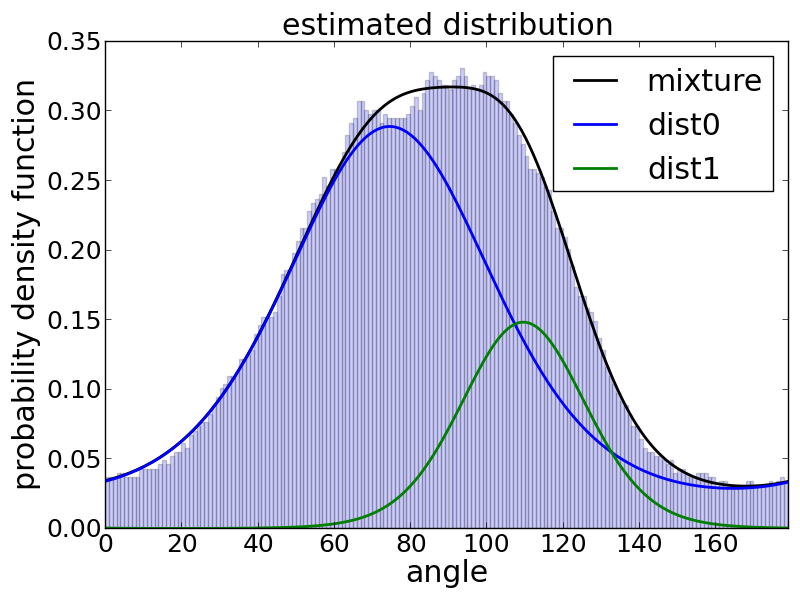 estimated distribution
0.35
0.30
0.25
0.20
0.15
0.10
0.05
0.00
probability density function
mixture
dist0
dist1
0 20 40 60 80 100 120 140 160
angle